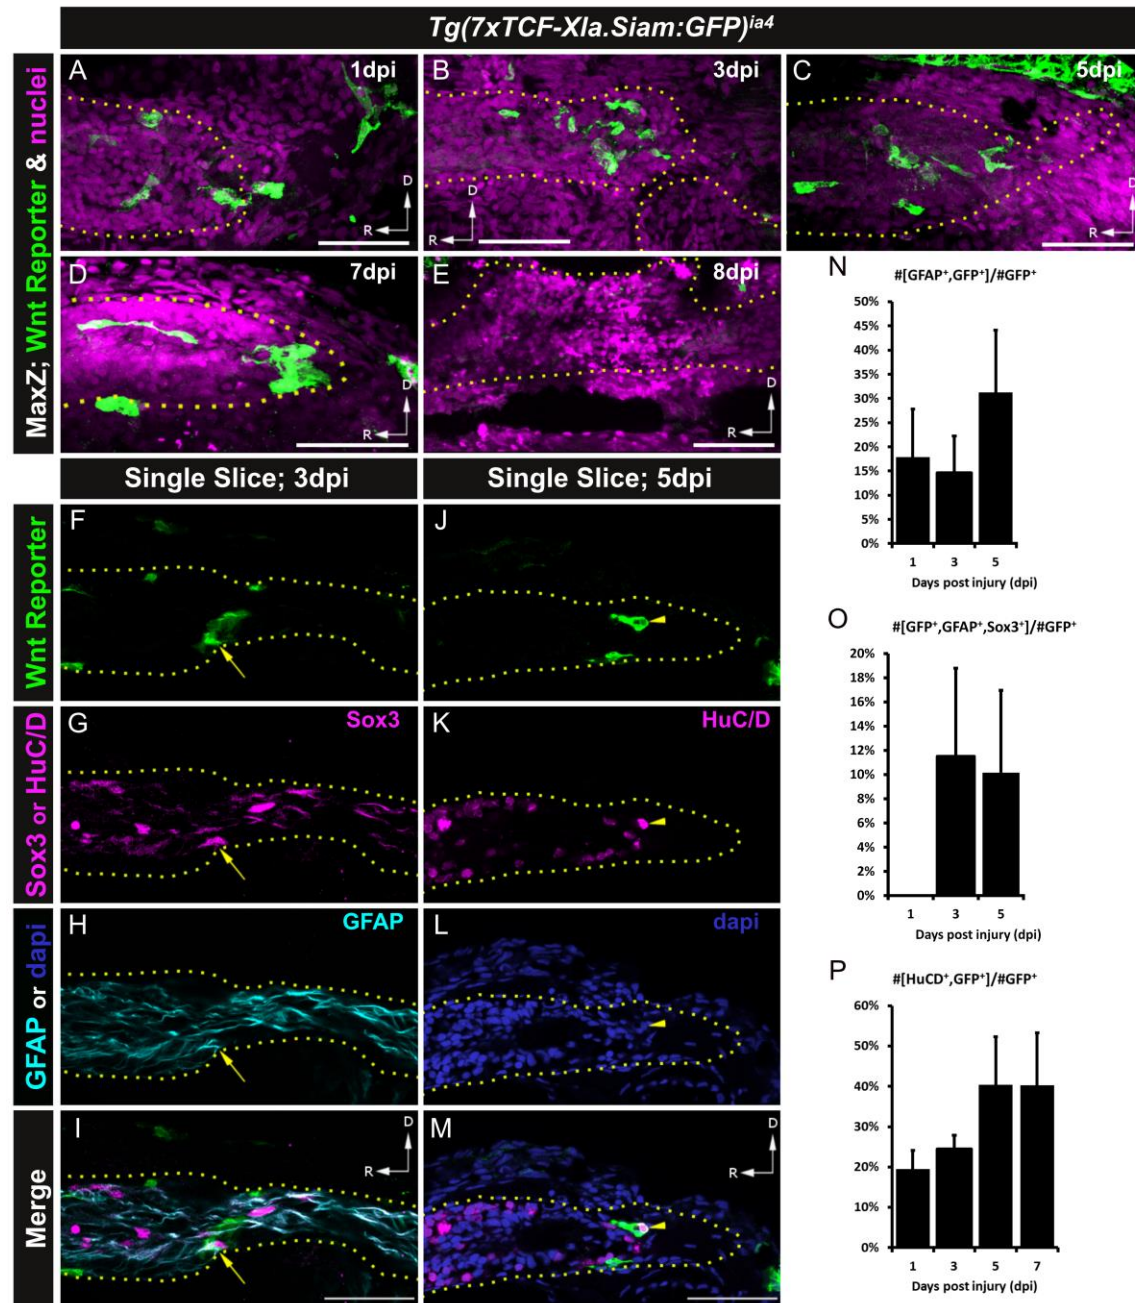 Tg(7xTCF-Xla.Siam:GFP)ia4
MaxZ; Wnt Reporter & nuclei
A
1dpi
D
R
B
3dpi
D
R
C
5dpi
D
R
D
7dpi
D
R
E
8dpi
D
R
Single Slice; 3dpi
Single Slice; 5dpi
Wnt Reporter
F
J
Sox3 or HuC/D
G
Sox3
K
HuC/D
GFAP or dapi
H
GFAP
L
dapi
Merge
I
D
R
M
D
R
N
#[GFAP+,GFP+]/#GFP+
50%
45%
40%
35%
30%
25%
20%
15%
10%
5%
0%
1 3 5
Days post injury (dpi)
O
#[GFP+,GFAP+,Sox3+]/#GFP+
20%
18%
16%
14%
12%
10%
8%
6%
4%
2%
0%
1 3 5
Days post injury (dpi)
P
#[HuCD+,GFP+]/#GFP+
60%
50%
40%
30%
20%
10%
0%
1 3 5 7
Days post injury (dpi)